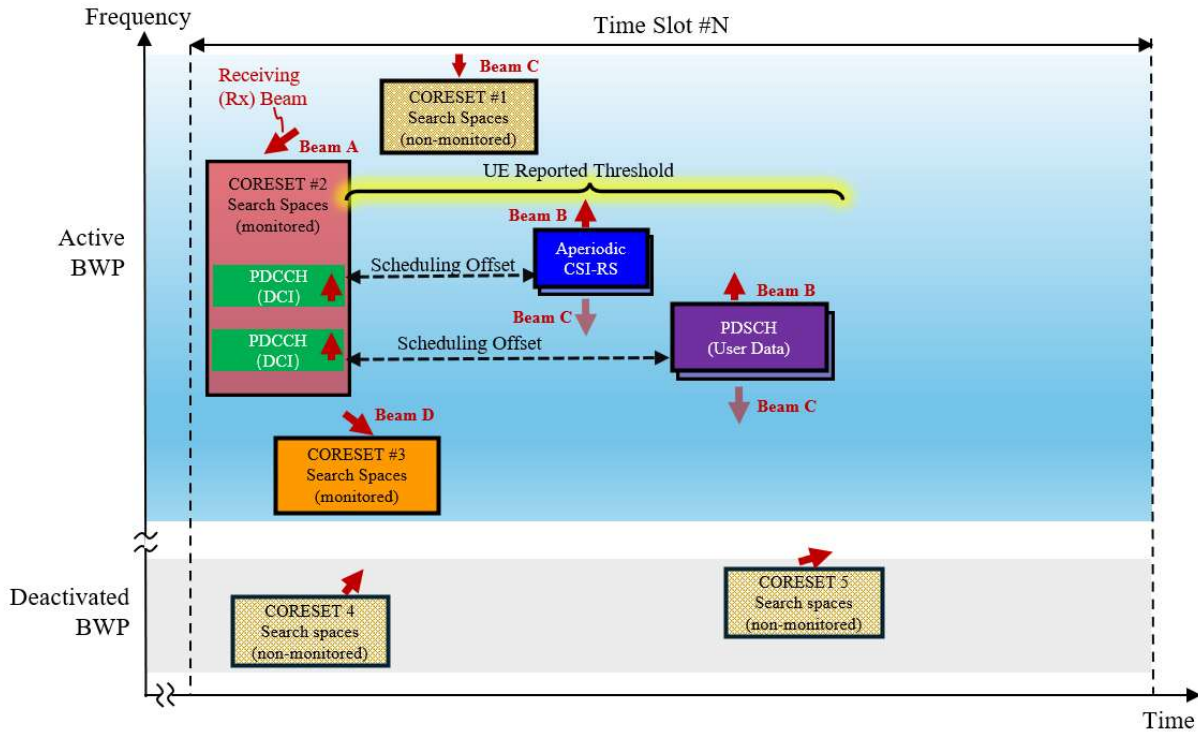 Frequency
Time Slot #N
Beam C
Receiving
(Rx) Beam
CORESET #1
Search Spaces
(non-monitored)
Beam A
UE Reported Threshold
CORESET #2
Search Spaces
(monitored)
Beam B
Active
BWP
Aperiodic
CSI-RS
Scheduling Offset
PDCCH
(DCI)
Beam B
Beam C
PDSCH
(User Data)
PDCCH
(DCI)
Scheduling Offset
Beam C
Beam D
CORESET #3
Search Spaces
(monitored)
Deactivated
BWP
CORESET 4
Search spaces
(non-monitored)
CORESET 5
Search spaces
(non-monitored)
Time